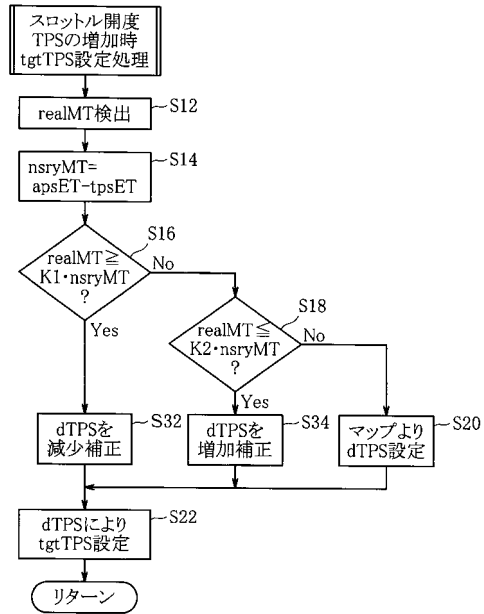 スロットル開度
TPSの増加時
tgtTPS設定処理
S12
realMT検出
S14
nsryMT=
apsET-tpsET
S16
realMT≧
K1・nsryMT
?
No
Yes
S18
realMT≦
K2・nsryMT
?
No
Yes
S32
dTPSを
減少補正
S34
dTPSを
増加補正
S20
マップより
dTPS設定
S22
dTPSにより
tgtTPS設定
リターン